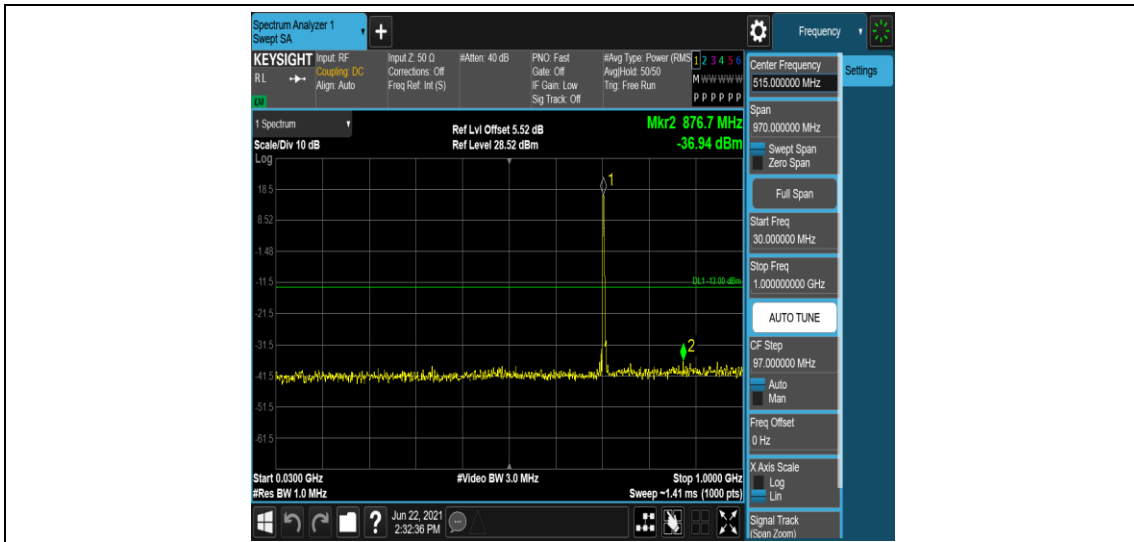 Spectrum Analyzer 1
Swept SA
+
Frequency
KEYSIGHT
RL
LXI
Input: RF
Coupling: DC
Align: Auto
Input Z: 50 Ω
Corrections: Off
Freq Ref: Int (S)
#Atten: 40 dB
PNO: Fast
Gate: Off
IF Gain: Low
Sig Track: Off
#Avg Type: Power (RMS
Avg|Hold: 50/50
Trig: Free Run
1 2 3 4 5 6
M W W W W W
P P P P P P
1 Spectrum
Scale/Div 10 dB
Ref Lvl Offset 5.52 dB
Ref Level 28.52 dBm
Mkr2 876.7 MHz
-36.94 dBm
Log
18.5
8.52
-1.48
-11.5
-21.5
-31.5
-41.5
-51.5
-61.5
1
DL1 -13.00 dBm
2
Start 0.0300 GHz
#Res BW 1.0 MHz
#Video BW 3.0 MHz
Stop 1.0000 GHz
Sweep ~1.41 ms (1000 pts)
?
Jun 22, 2021
2:32:36 PM
Center Frequency
515.000000 MHz
Settings
Span
970.000000 MHz
Swept Span
Zero Span
Full Span
Start Freq
30.000000 MHz
Stop Freq
1.000000000 GHz
AUTO TUNE
CF Step
97.000000 MHz
Auto
Man
Freq Offset
0 Hz
X Axis Scale
Log
Lin
Signal Track
(Span Zoom)